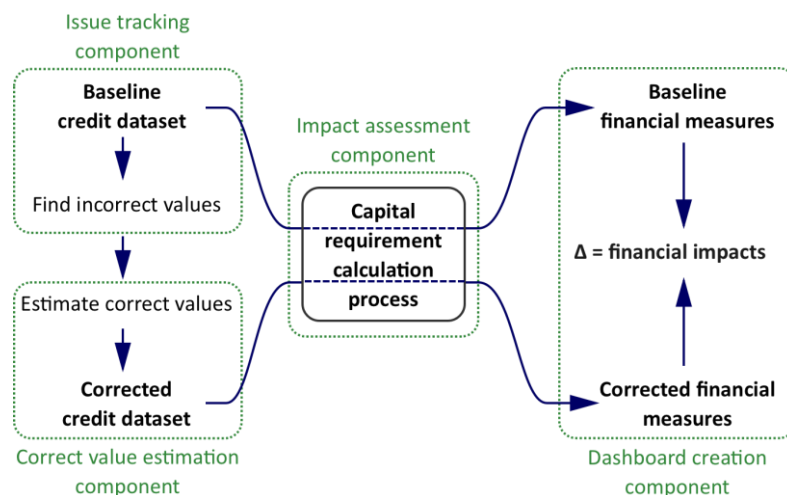 Issue tracking
component
Baseline
credit dataset
Find incorrect values
Estimate correct values
Corrected
credit dataset
Correct value estimation
component
Impact assessment
component
Capital
requirement
calculation
process
Baseline
financial measures
Δ = financial impacts
Corrected financial
measures
Dashboard creation
component